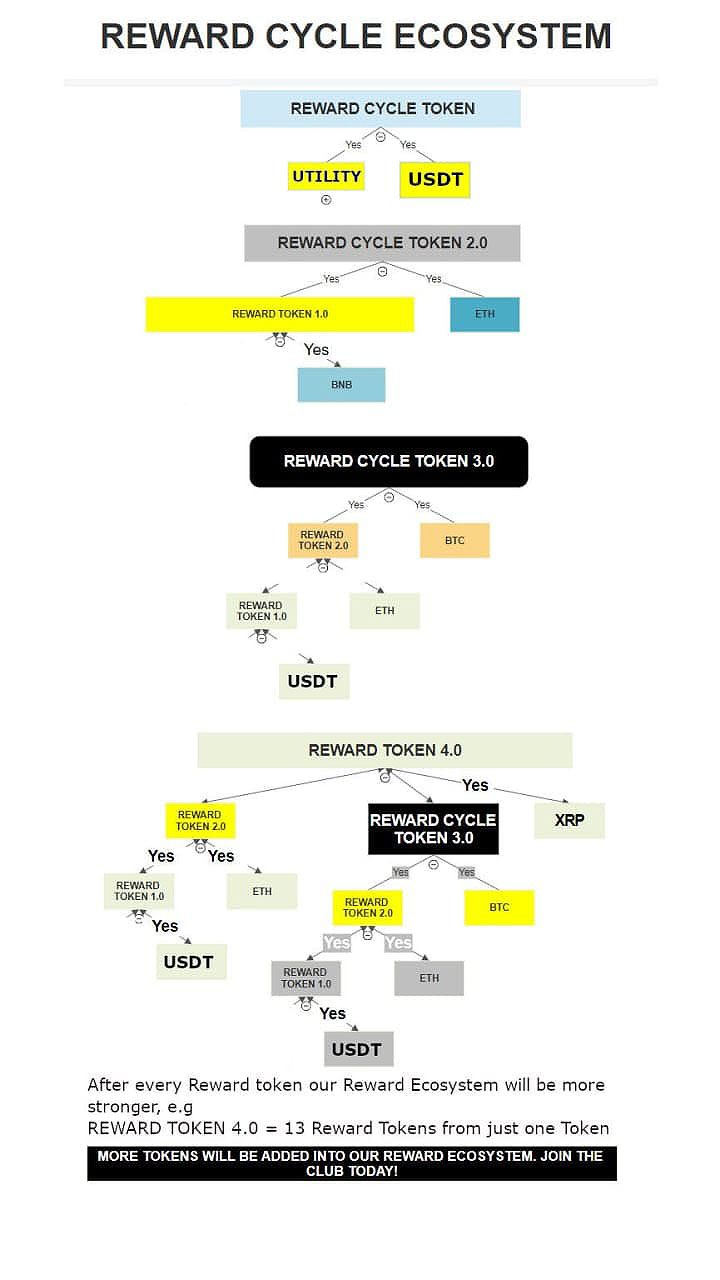 REWARD CYCLE ECOSYSTEM
REWARD CYCLE TOKEN
Yes
Yes
UTILITY
USDT
REWARD CYCLE TOKEN 2.0
Yes
Yes
REWARD TOKEN 1.0
ETH
Yes
BNB
REWARD CYCLE TOKEN 3.0
Yes
Yes
REWARD
TOKEN 2.0
BTC
REWARD
TOKEN 1.0
ETH
USDT
REWARD TOKEN 4.0
Yes
REWARD
TOKEN 2.0
REWARD CYCLE
TOKEN 3.0
XRP
Yes
Yes
Yes
Yes
REWARD
TOKEN 1.0
ETH
REWARD
TOKEN 2.0
BTC
Yes
Yes
Yes
USDT
REWARD
TOKEN 1.0
ETH
Yes
USDT
After every Reward token our Reward Ecosystem will be more
stronger, e.g
REWARD TOKEN 4.0 = 13 Reward Tokens from just one Token
MORE TOKENS WILL BE ADDED INTO OUR REWARD ECOSYSTEM. JOIN THE
CLUB TODAY!